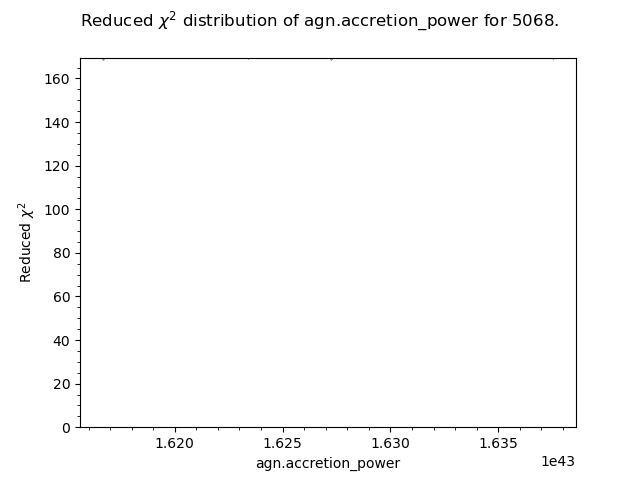 Reduced χ² distribution of agn.accretion_power for 5068.
160
140
120
100
80
60
40
20
0
Reduced χ²
1.620 1.625 1.630 1.635
agn.accretion_power
1e43